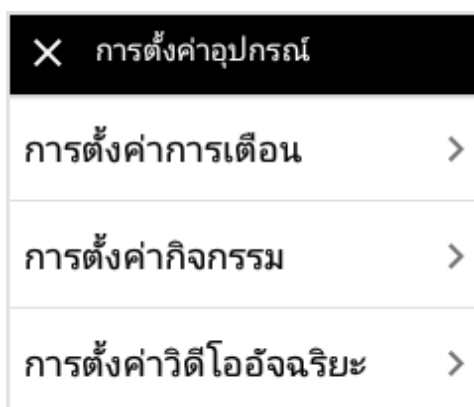 การตั้งค่าอุปกรณ์
การตั้งค่าการเตือน
การตั้งค่ากิจกรรม
การตั้งค่าวิดีโออัจฉริยะ